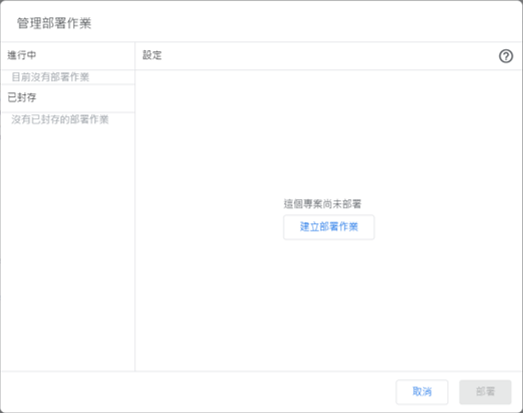 管理部署作業
進行中
目前沒有部署作業
已封存
沒有已封存的部署作業
設定
這個專案尚未部署
建立部署作業
取消
部署